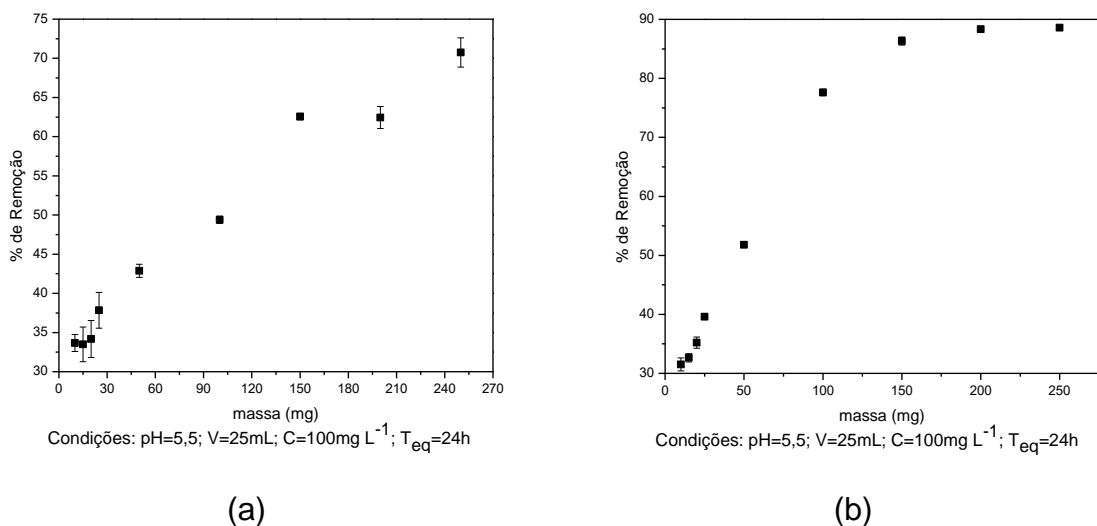 75
70
65
60
55
50
45
40
35
30
% de Remoção
0 30 60 90 120 150 180 210 240 270
massa (mg)
Condições: pH=5,5; V=25mL; C=100mg L-1; Teq=24h
(a)
90
80
70
60
50
40
30
% de Remoção
0 50 100 150 200 250
massa (mg)
Condições: pH=5,5; V=25mL; C=100mg L-1; Teq=24h
(b)